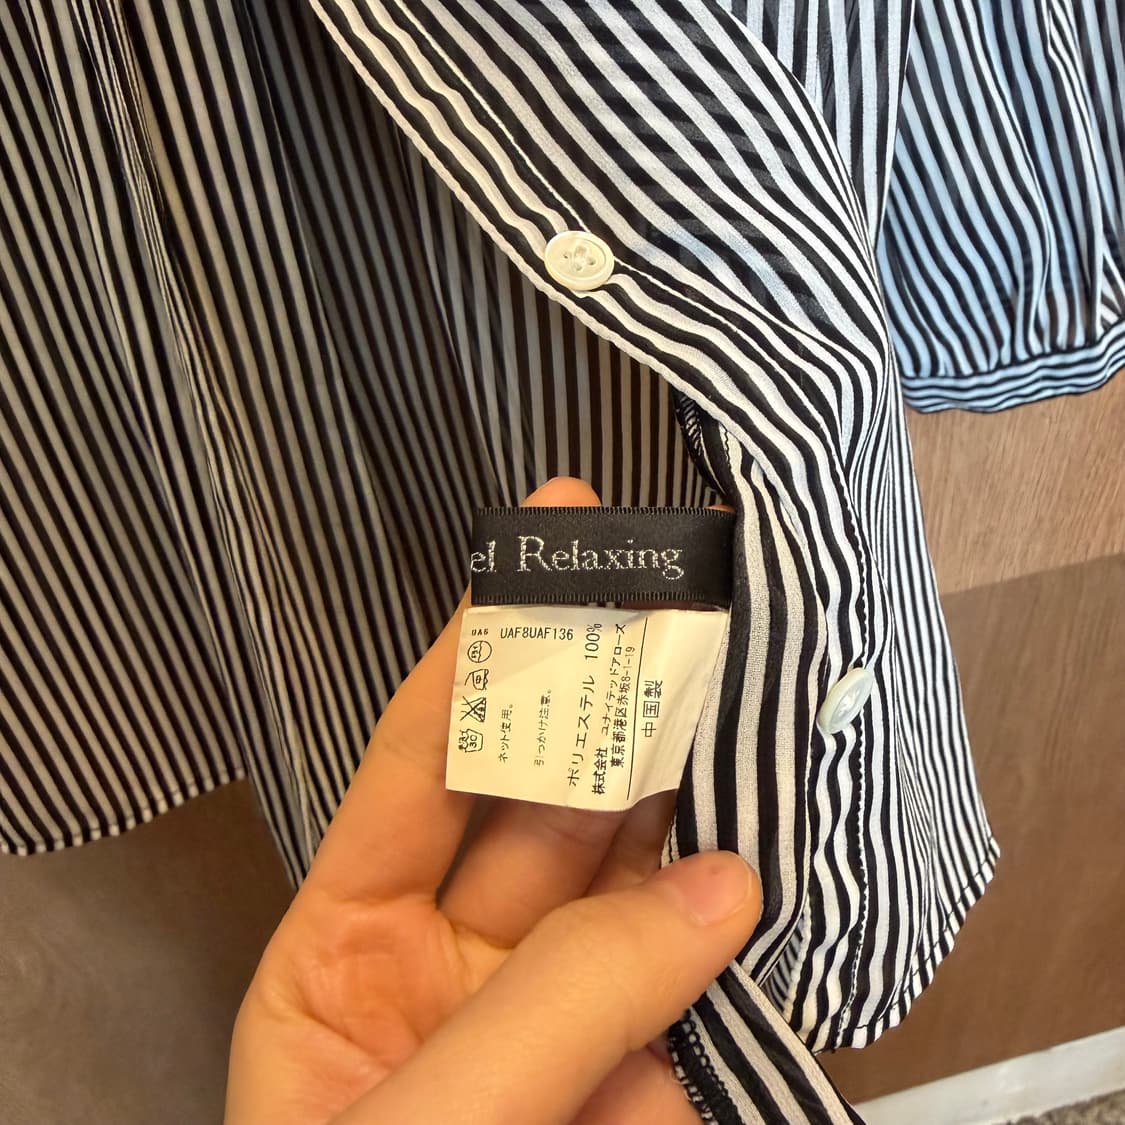 el Relaxing
UA6 UAF8UAF136
30
ネット使用。
引っかけ注意。
ポリエステル 100%
株式会社 ユナイテッドアローズ
東京都港区赤坂8-1-19
中国製